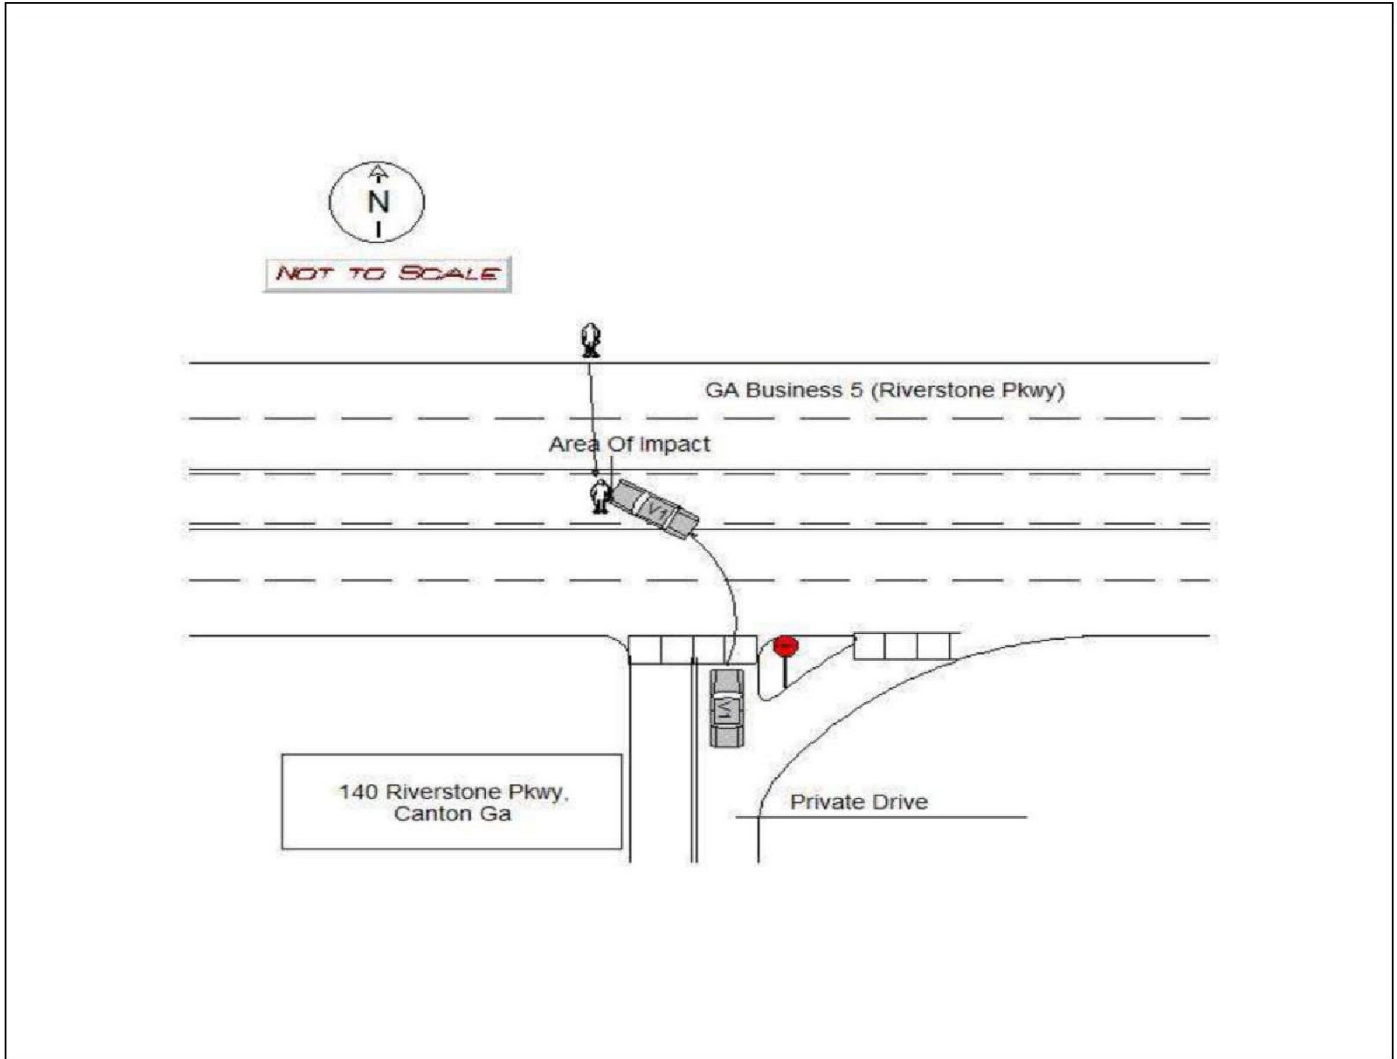 N
NOT TO SCALE
GA Business 5 (Riverstone Pkwy)
Area Of Impact
V1
V1
140 Riverstone Pkwy,
Canton Ga
Private Drive